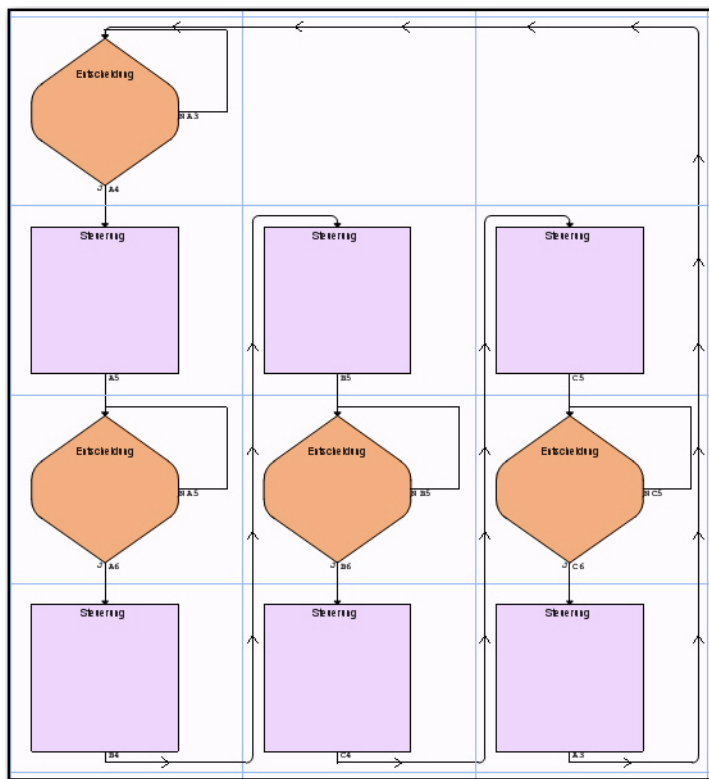 Entscheidung
N A3
J A4
Steuerung
Steuerung
Steuerung
A5
B5
C5
Entscheidung
Entscheidung
Entscheidung
N A5
N B5
N C5
J A6
J B6
J C6
Steuerung
Steuerung
Steuerung
B4
C4
A3